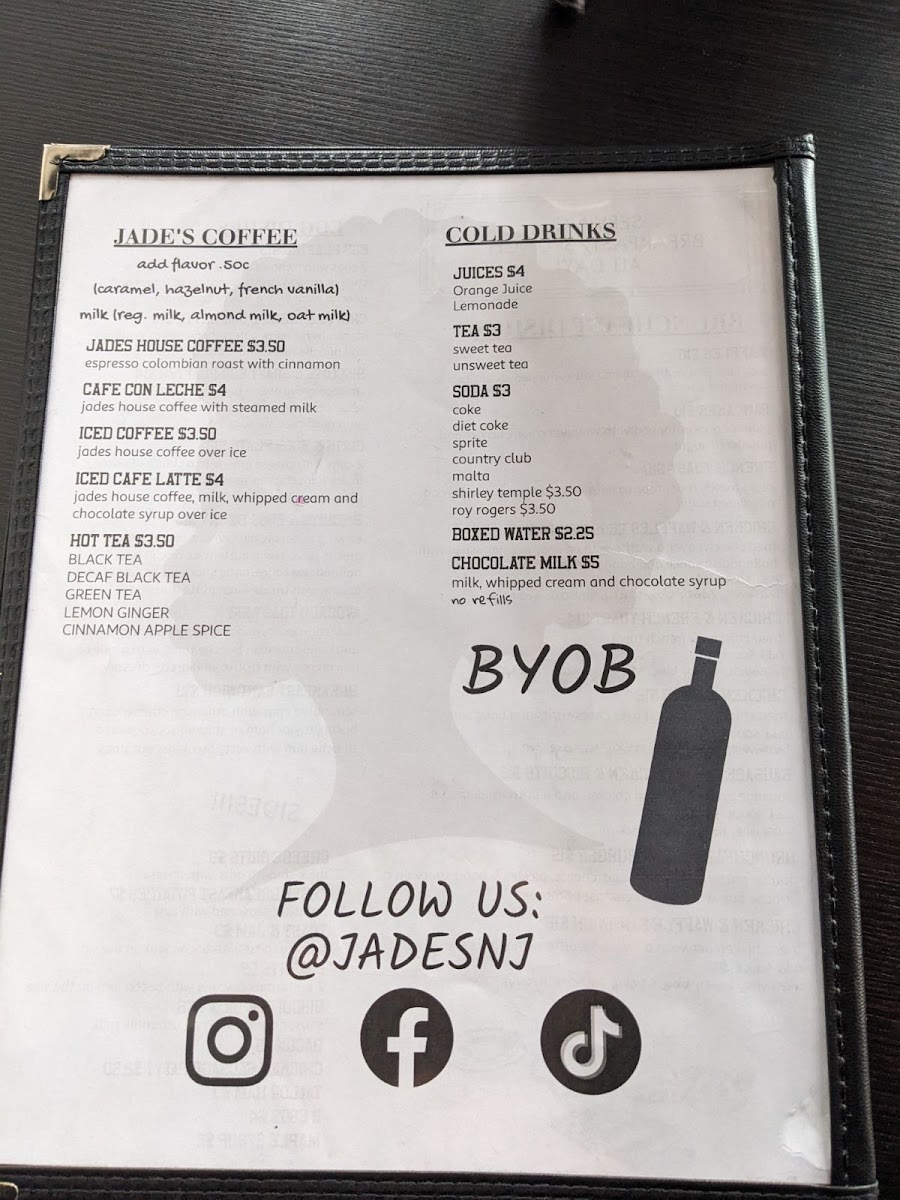 JADE'S COFFEE
add flavor .50c
(caramel, hazelnut, french vanilla)
milk (reg. milk, almond milk, oat milk)
JADES HOUSE COFFEE $3.50
espresso colombian roast with cinnamon
CAFE CON LECHE $4
jades house coffee with steamed milk
ICED COFFEE $3.50
jades house coffee over ice
ICED CAFE LATTE $4
jades house coffee, milk, whipped cream and
chocolate syrup over ice
HOT TEA $3.50
BLACK TEA
DECAF BLACK TEA
GREEN TEA
LEMON GINGER
CINNAMON APPLE SPICE
COLD DRINKS
JUICES $4
Orange Juice
Lemonade
TEA $3
sweet tea
unsweet tea
SODA $3
coke
diet coke
sprite
country club
malta
shirley temple $3.50
roy rogers $3.50
BOXED WATER $2.25
CHOCOLATE MILK $5
milk, whipped cream and chocolate syrup
no refills
BYOB
FOLLOW US:
@JADESNJ